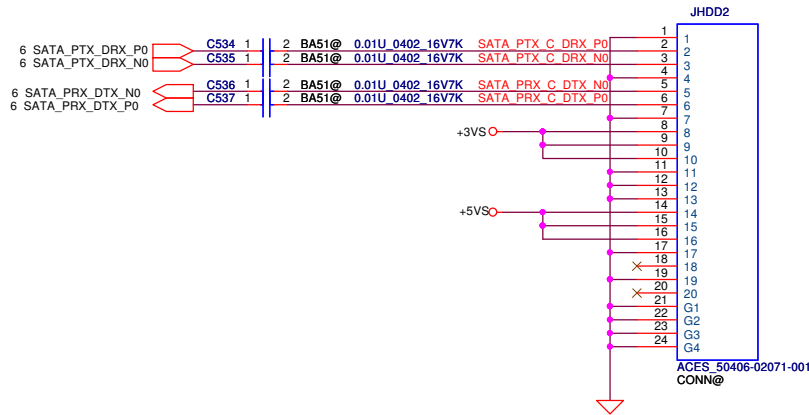 JHDD2
6 SATA_PTX_DRX_P0 C534 1 2 BA51@ 0.01U_0402_16V7K SATA_PTX_C_DRX_P0
6 SATA_PTX_DRX_N0 C535 1 2 BA51@ 0.01U_0402_16V7K SATA_PTX_C_DRX_N0
6 SATA_PRX_DTX_N0 C536 1 2 BA51@ 0.01U_0402_16V7K SATA_PRX_C_DTX_N0
6 SATA_PRX_DTX_P0 C537 1 2 BA51@ 0.01U_0402_16V7K SATA_PRX_C_DTX_P0
+3VS
+5VS
1 1
2 2
3 3
4 4
5 5
6 6
7 7
8 8
9 9
10 10
11 11
12 12
13 13
14 14
15 15
16 16
17 17
18 18
19 19
20 20
21 G1
22 G2
23 G3
24 G4
ACES_50406-02071-001
CONN@